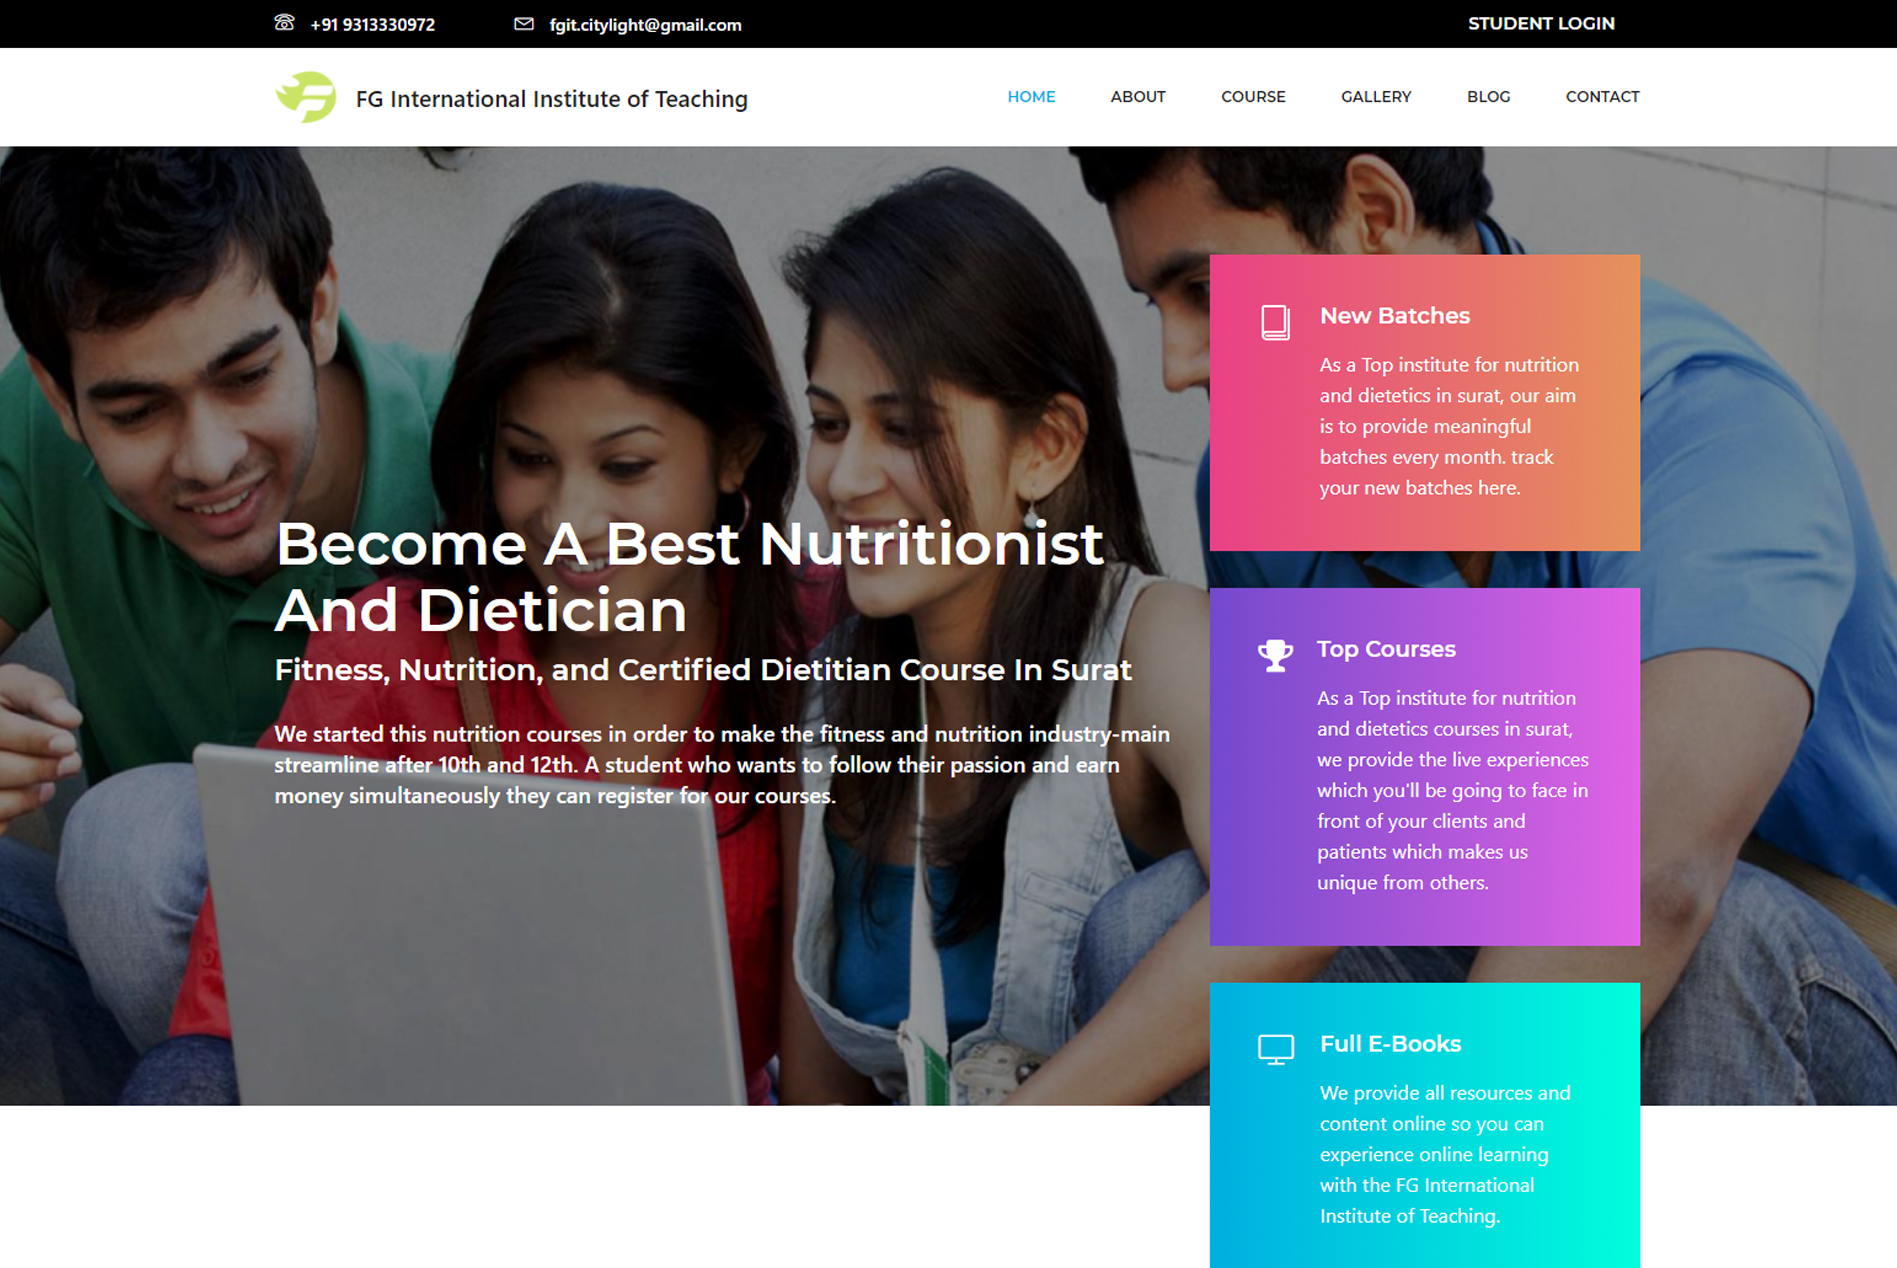 +91 9313330972
fgit.citylight@gmail.com
STUDENT LOGIN
FG International Institute of Teaching
HOME
ABOUT
COURSE
GALLERY
BLOG
CONTACT
Become A Best Nutritionist
And Dietician
Fitness, Nutrition, and Certified Dietitian Course In Surat
We started this nutrition courses in order to make the fitness and nutrition industry-main
streamline after 10th and 12th. A student who wants to follow their passion and earn
money simultaneously they can register for our courses.
New Batches
As a Top institute for nutrition
and dietetics in surat, our aim
is to provide meaningful
batches every month. track
your new batches here.
Top Courses
As a Top institute for nutrition
and dietetics courses in surat,
we provide the live experiences
which you'll be going to face in
front of your clients and
patients which makes us
unique from others.
Full E-Books
We provide all resources and
content online so you can
experience online learning
with the FG International
Institute of Teaching.